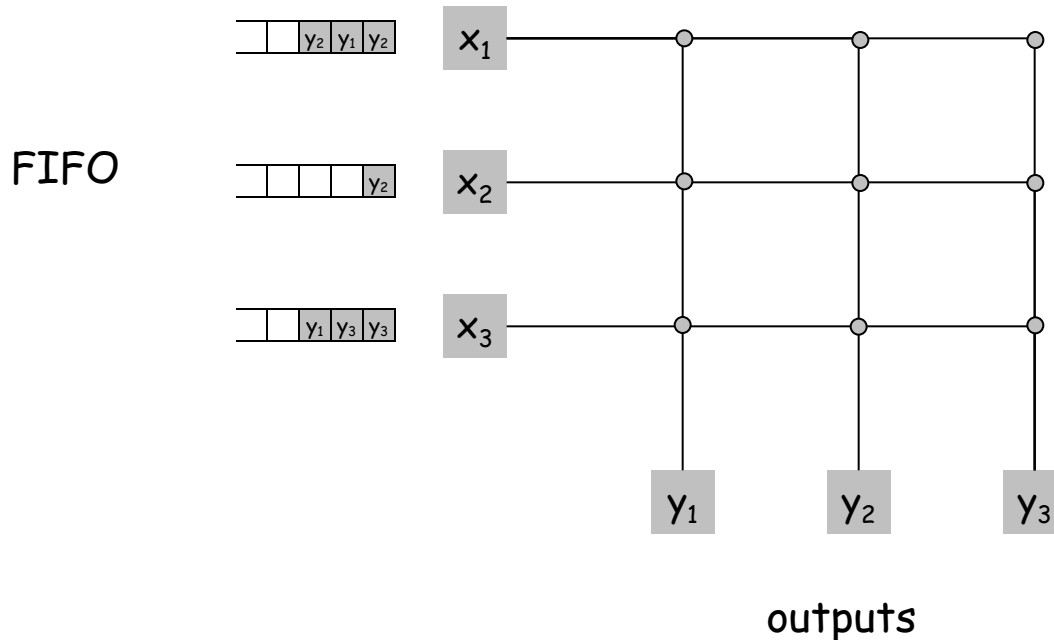 y₂ y₁ y₂ x₁
FIFO
y₂ x₂
y₁ y₃ y₃ x₃
y₁ y₂ y₃
outputs